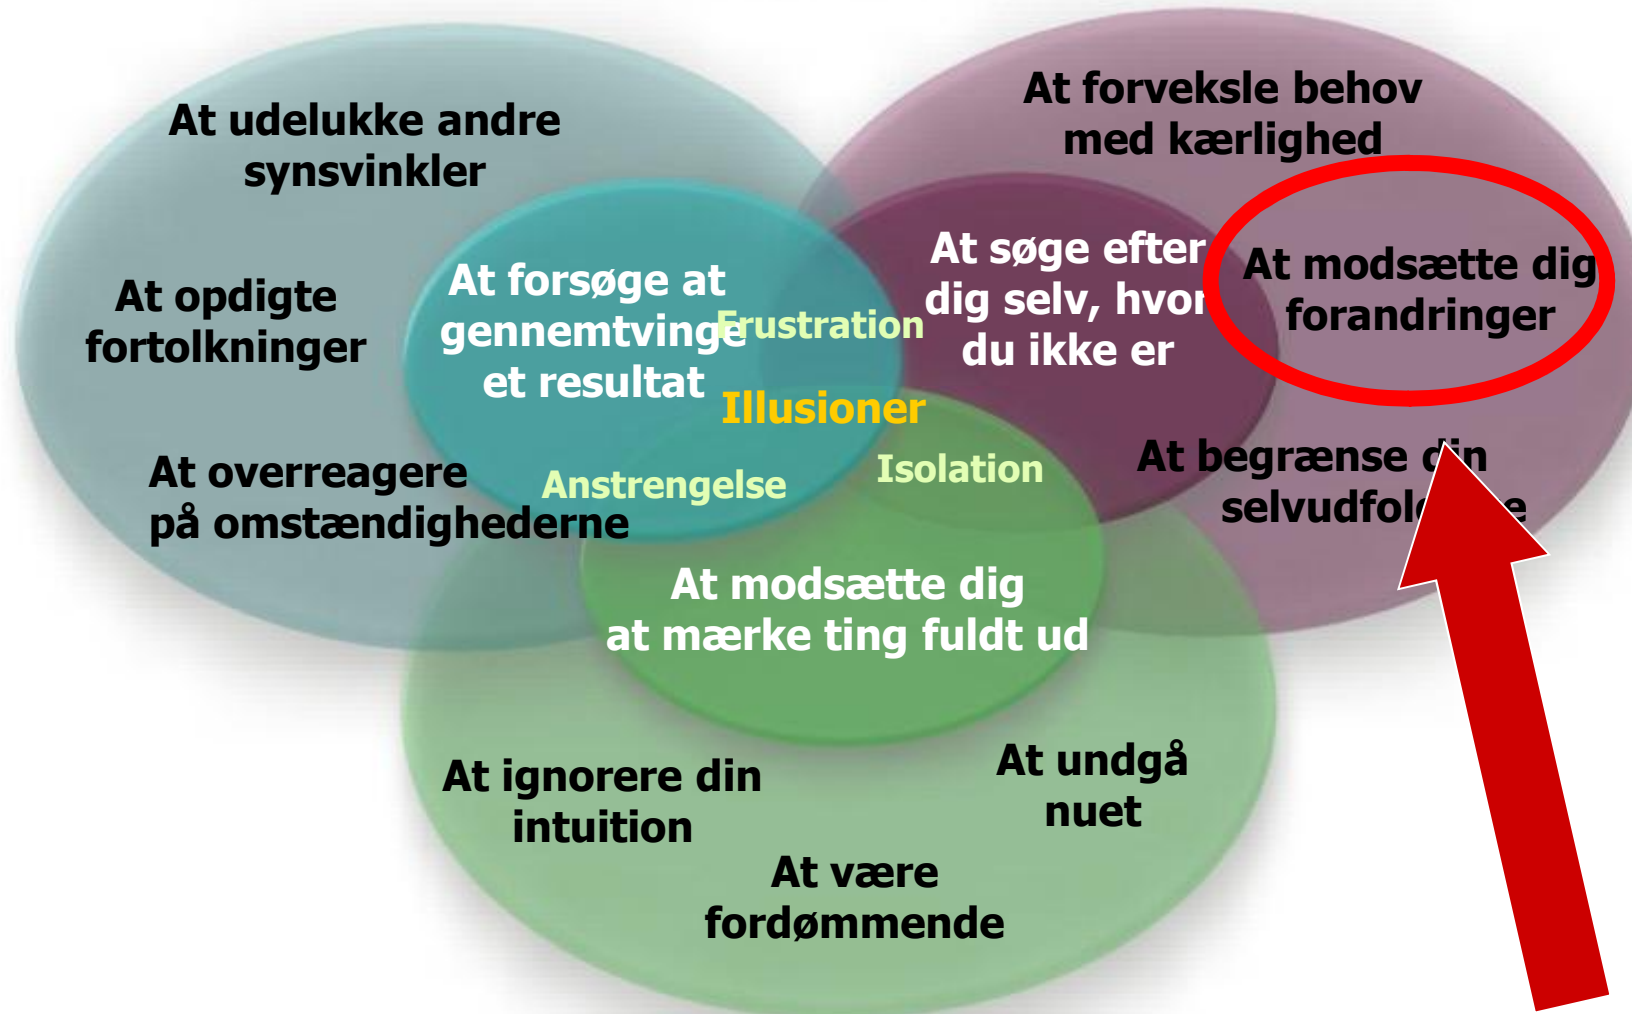 At udelukke andre
synsvinkler
At opdigte
fortolkninger
At overreagere
på omstændighederne
At forsøge at
gennemtvinge
et resultat
Frustration
Illusioner
Anstrengelse
Isolation
At forveksle behov
med kærlighed
At søge efter
dig selv, hvor
du ikke er
At modsætte dig
forandringer
At begrænse din
At modsætte dig
at mærke ting fuldt ud
At ignorere din
intuition
At undgå
nuet
At være
fordømmende